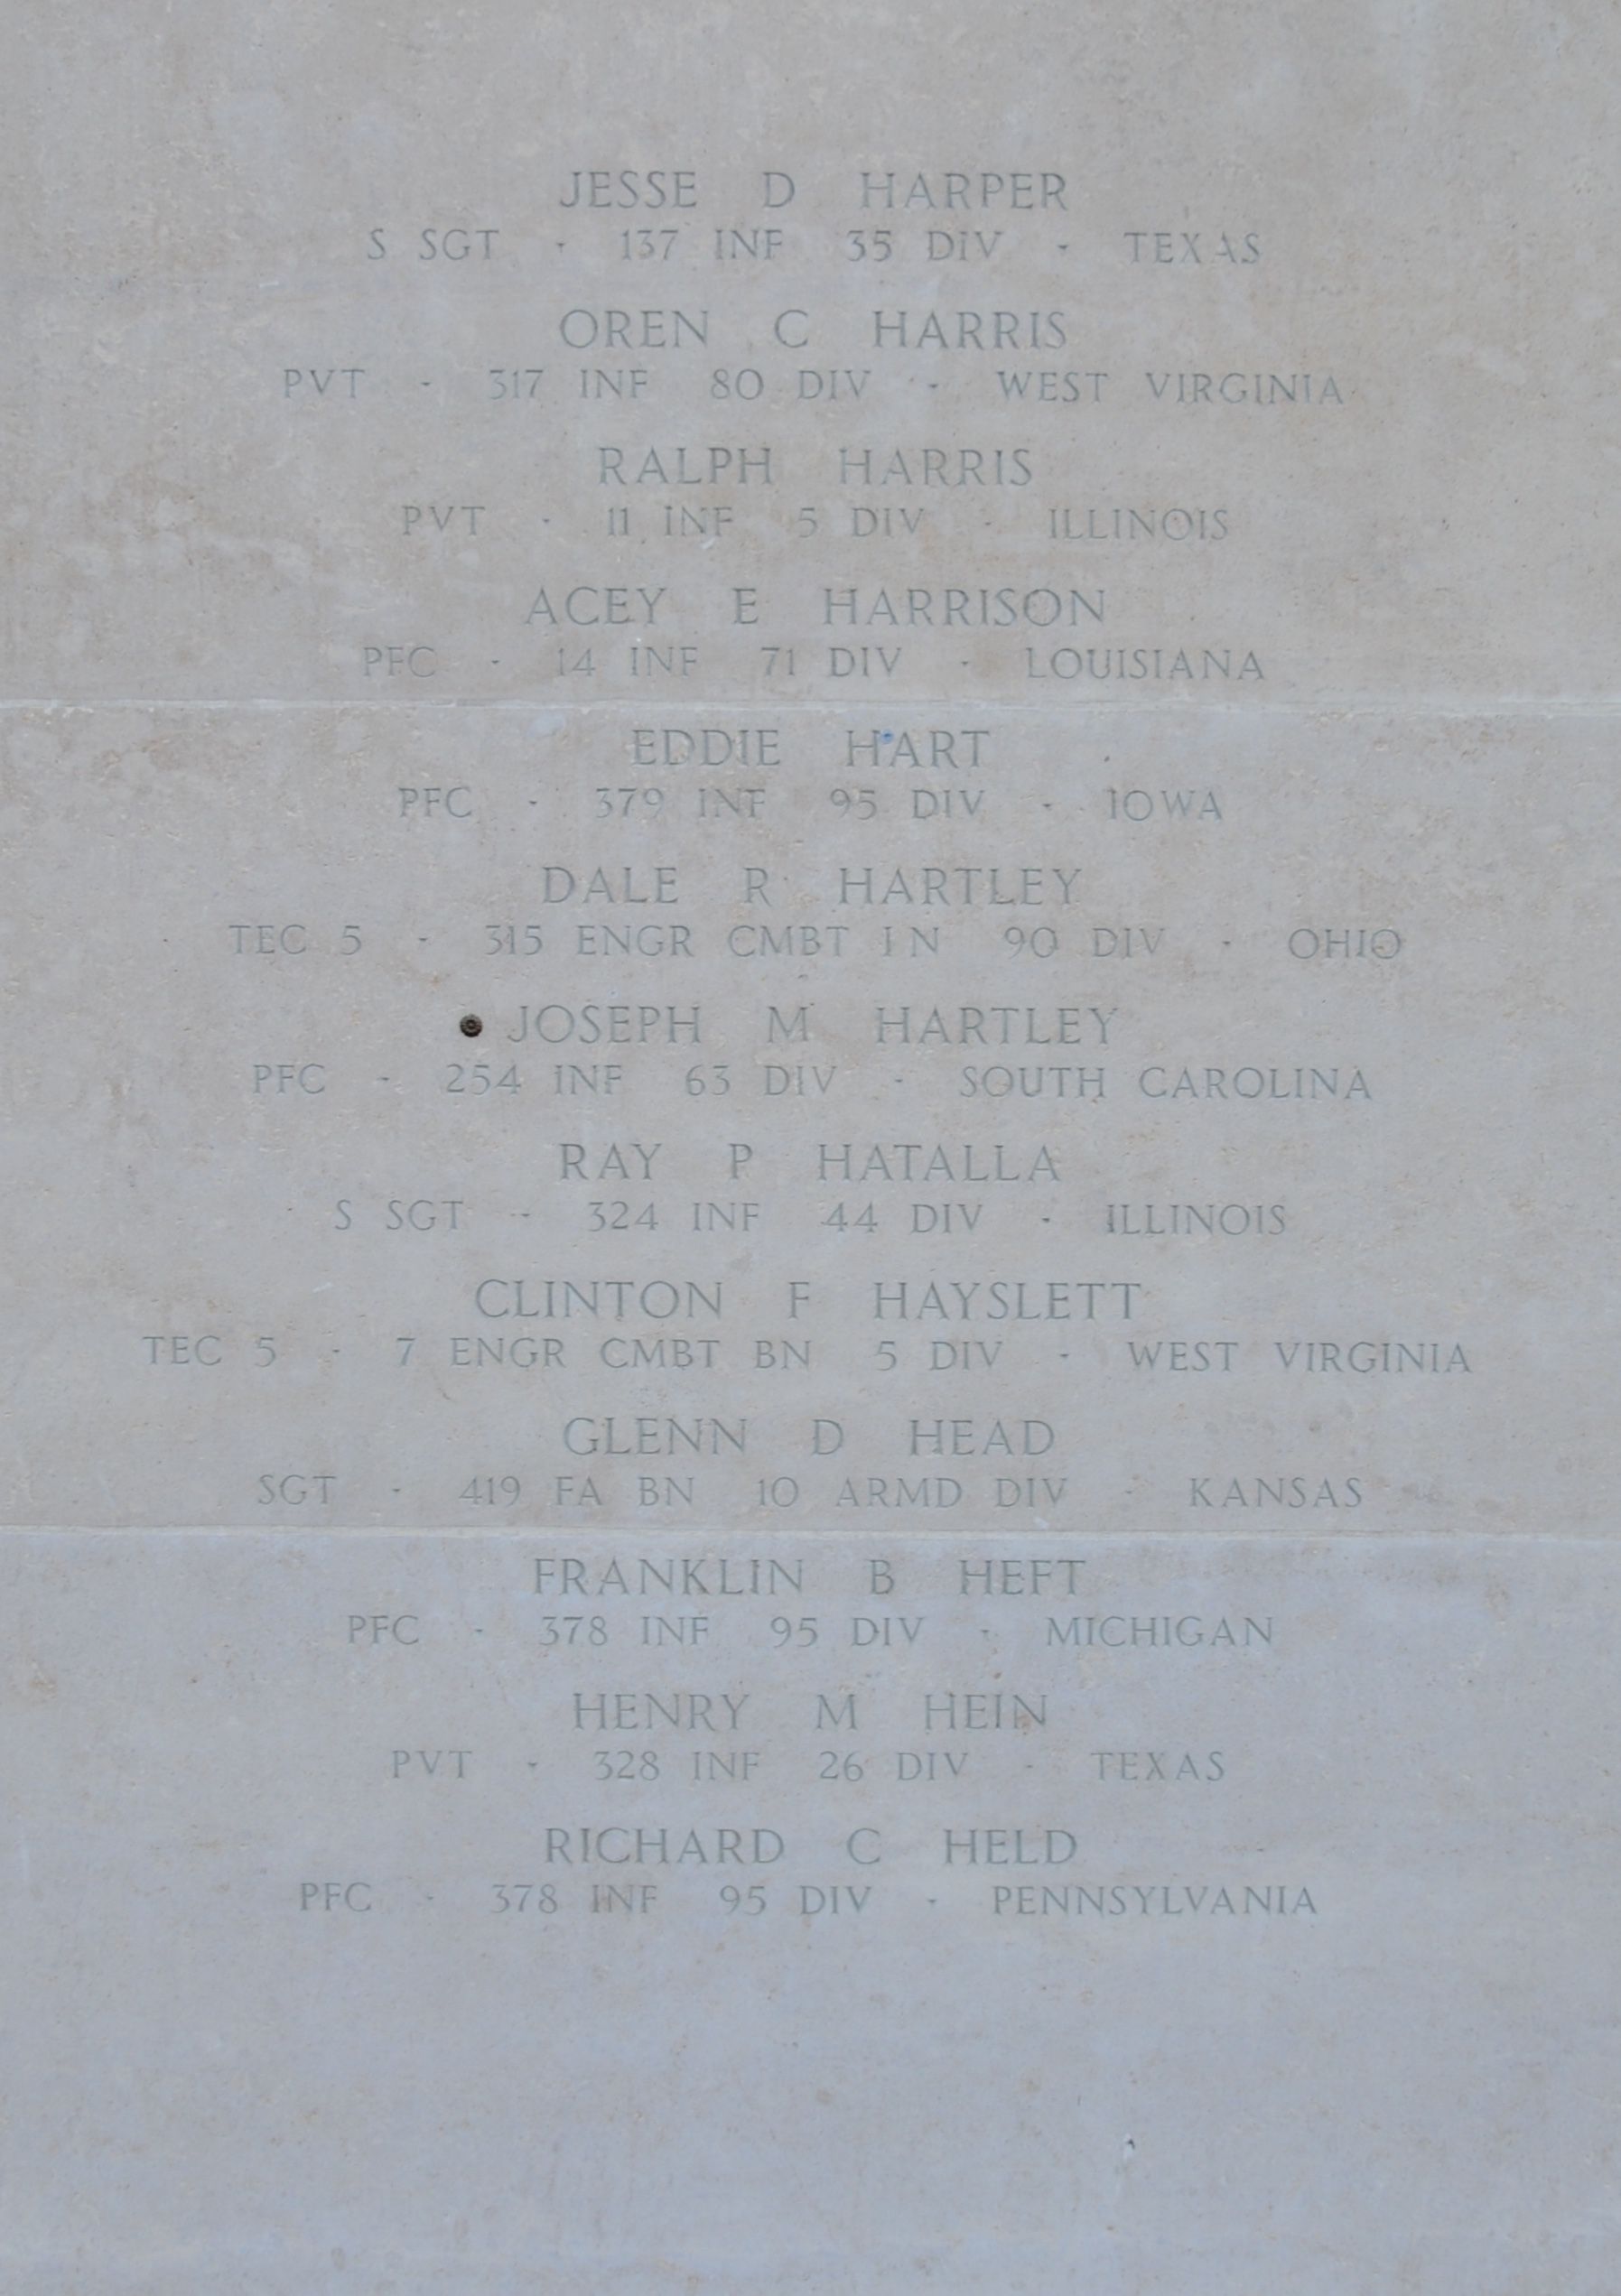 JESSE D HARPER
S SGT · 137 INF 35 DIV · TEXAS
OREN C HARRIS
PVT · 317 INF 80 DIV · WEST VIRGINIA
RALPH HARRIS
PVT · 11 INF 5 DIV · ILLINOIS
ACEY E HARRISON
PFC · 14 INF 71 DIV · LOUISIANA
EDDIE HART
PFC · 379 INF 95 DIV · IOWA
DALE R HARTLEY
TEC 5 · 315 ENGR CMBT IN 90 DIV · OHIO
JOSEPH M HARTLEY
PFC · 254 INF 63 DIV · SOUTH CAROLINA
RAY P HATALLA
S SGT · 324 INF 44 DIV · ILLINOIS
CLINTON F HAYSLETT
TEC 5 · 7 ENGR CMBT BN 5 DIV · WEST VIRGINIA
GLENN D HEAD
SGT · 419 FA BN 10 ARMD DIV · KANSAS
FRANKLIN B HEFT
PFC · 378 INF 95 DIV · MICHIGAN
HENRY M HEIN
PVT · 328 INF 26 DIV · TEXAS
RICHARD C HELD
PFC · 378 INF 95 DIV · PENNSYLVANIA